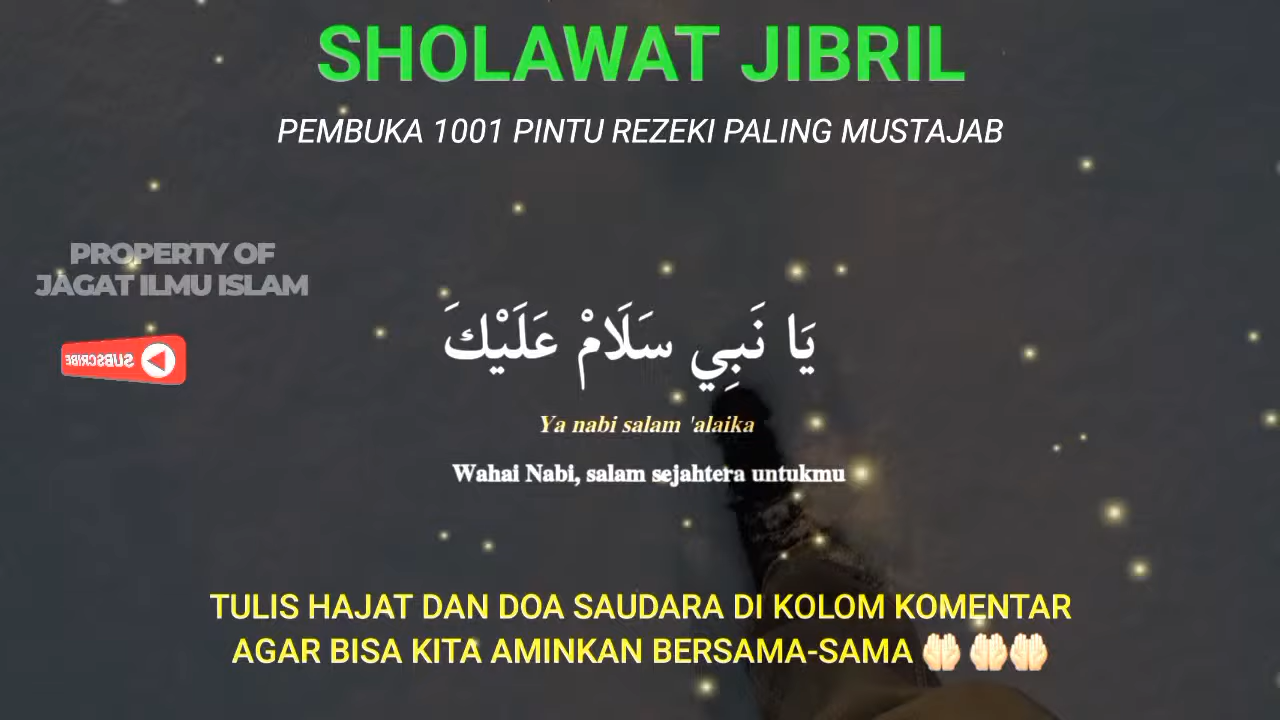 SHOLAWAT JIBRIL
PEMBUKA 1001 PINTU REZEKI PALING MUSTAJAB
PROPERTY OF
JAGAT ILMU ISLAM
SUBSCRIBE
يَا نَبِي سَلَامْ عَلَيْكَ
Ya nabi salam 'alaika
Wahai Nabi, salam sejahtera untukmu
TULIS HAJAT DAN DOA SAUDARA DI KOLOM KOMENTAR
AGAR BISA KITA AMINKAN BERSAMA-SAMA 🤲🏻 🤲🏻🤲🏻